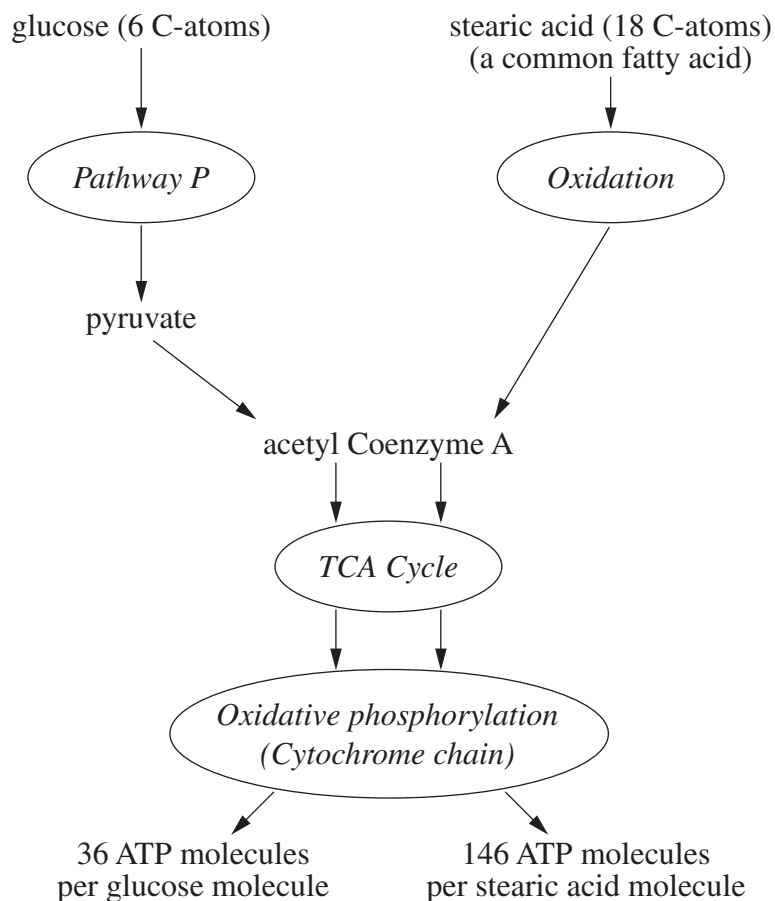 glucose (6 C-atoms)
stearic acid (18 C-atoms)
(a common fatty acid)
Pathway P
Oxidation
pyruvate
acetyl Coenzyme A
TCA Cycle
Oxidative phosphorylation
(Cytochrome chain)
36 ATP molecules
per glucose molecule
146 ATP molecules
per stearic acid molecule